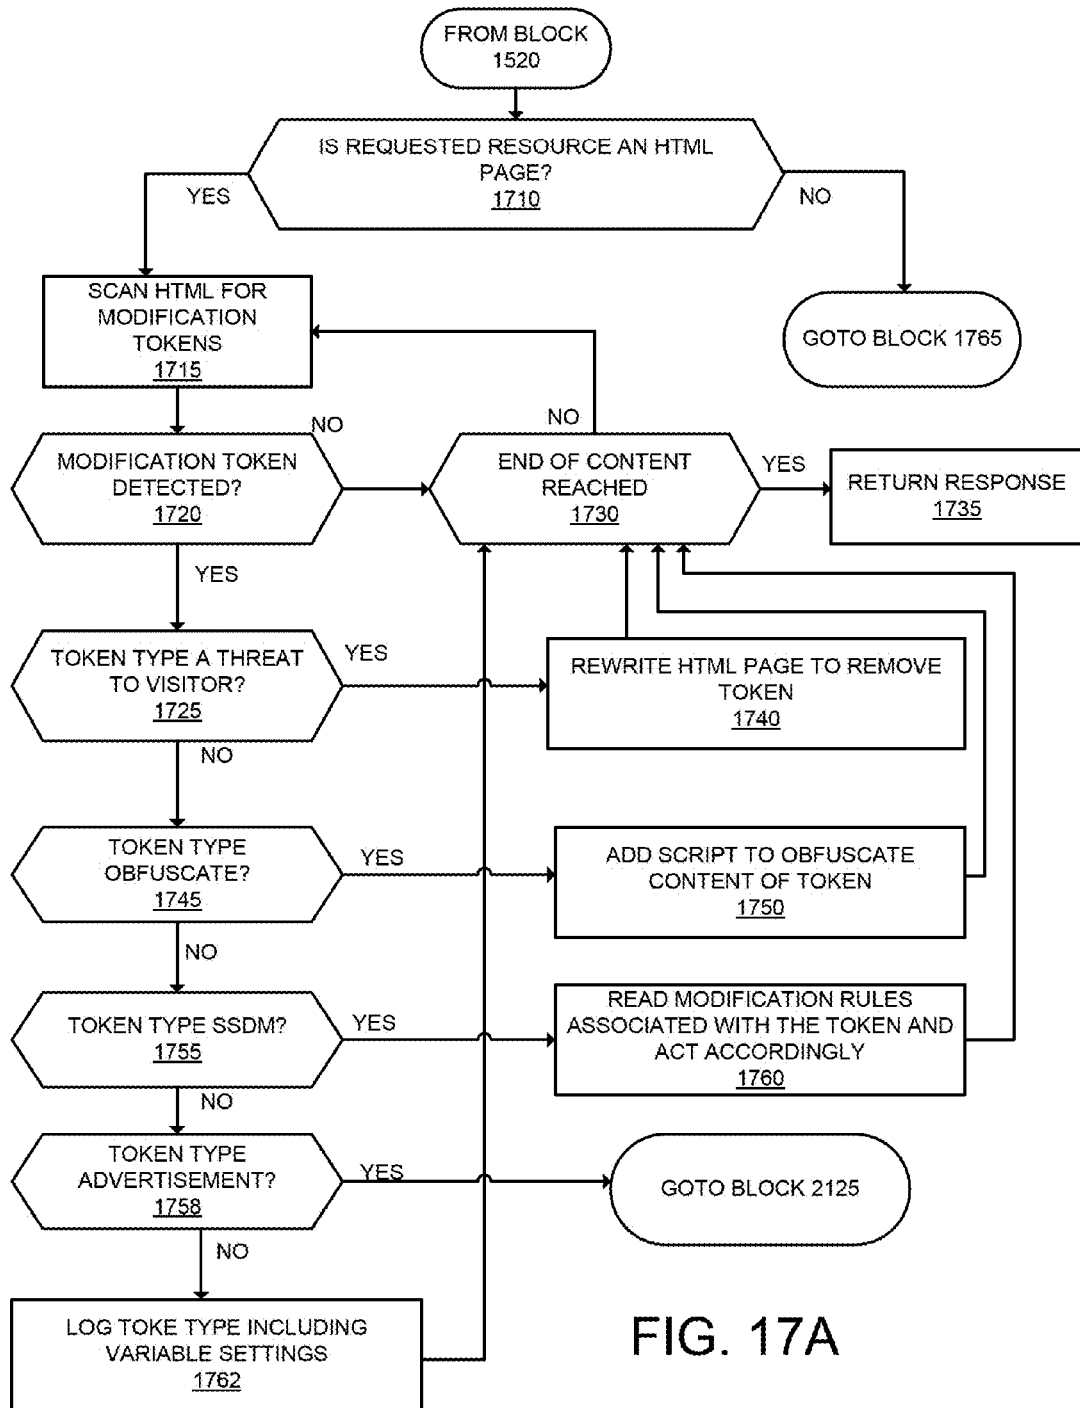 FROM BLOCK
1520
IS REQUESTED RESOURCE AN HTML
PAGE?
1710
YES
NO
SCAN HTML FOR
MODIFICATION
TOKENS
1715
GOTO BLOCK 1765
NO
NO
MODIFICATION TOKEN
DETECTED?
1720
END OF CONTENT
REACHED
1730
YES
RETURN RESPONSE
1735
YES
TOKEN TYPE A THREAT
TO VISITOR?
1725
YES
REWRITE HTML PAGE TO REMOVE
TOKEN
1740
NO
TOKEN TYPE
OBFUSCATE?
1745
YES
ADD SCRIPT TO OBFUSCATE
CONTENT OF TOKEN
1750
NO
TOKEN TYPE SSDM?
1755
YES
READ MODIFICATION RULES
ASSOCIATED WITH THE TOKEN AND
ACT ACCORDINGLY
1760
NO
TOKEN TYPE
ADVERTISEMENT?
1758
YES
GOTO BLOCK 2125
NO
LOG TOKE TYPE INCLUDING
VARIABLE SETTINGS
1762
FIG. 17A